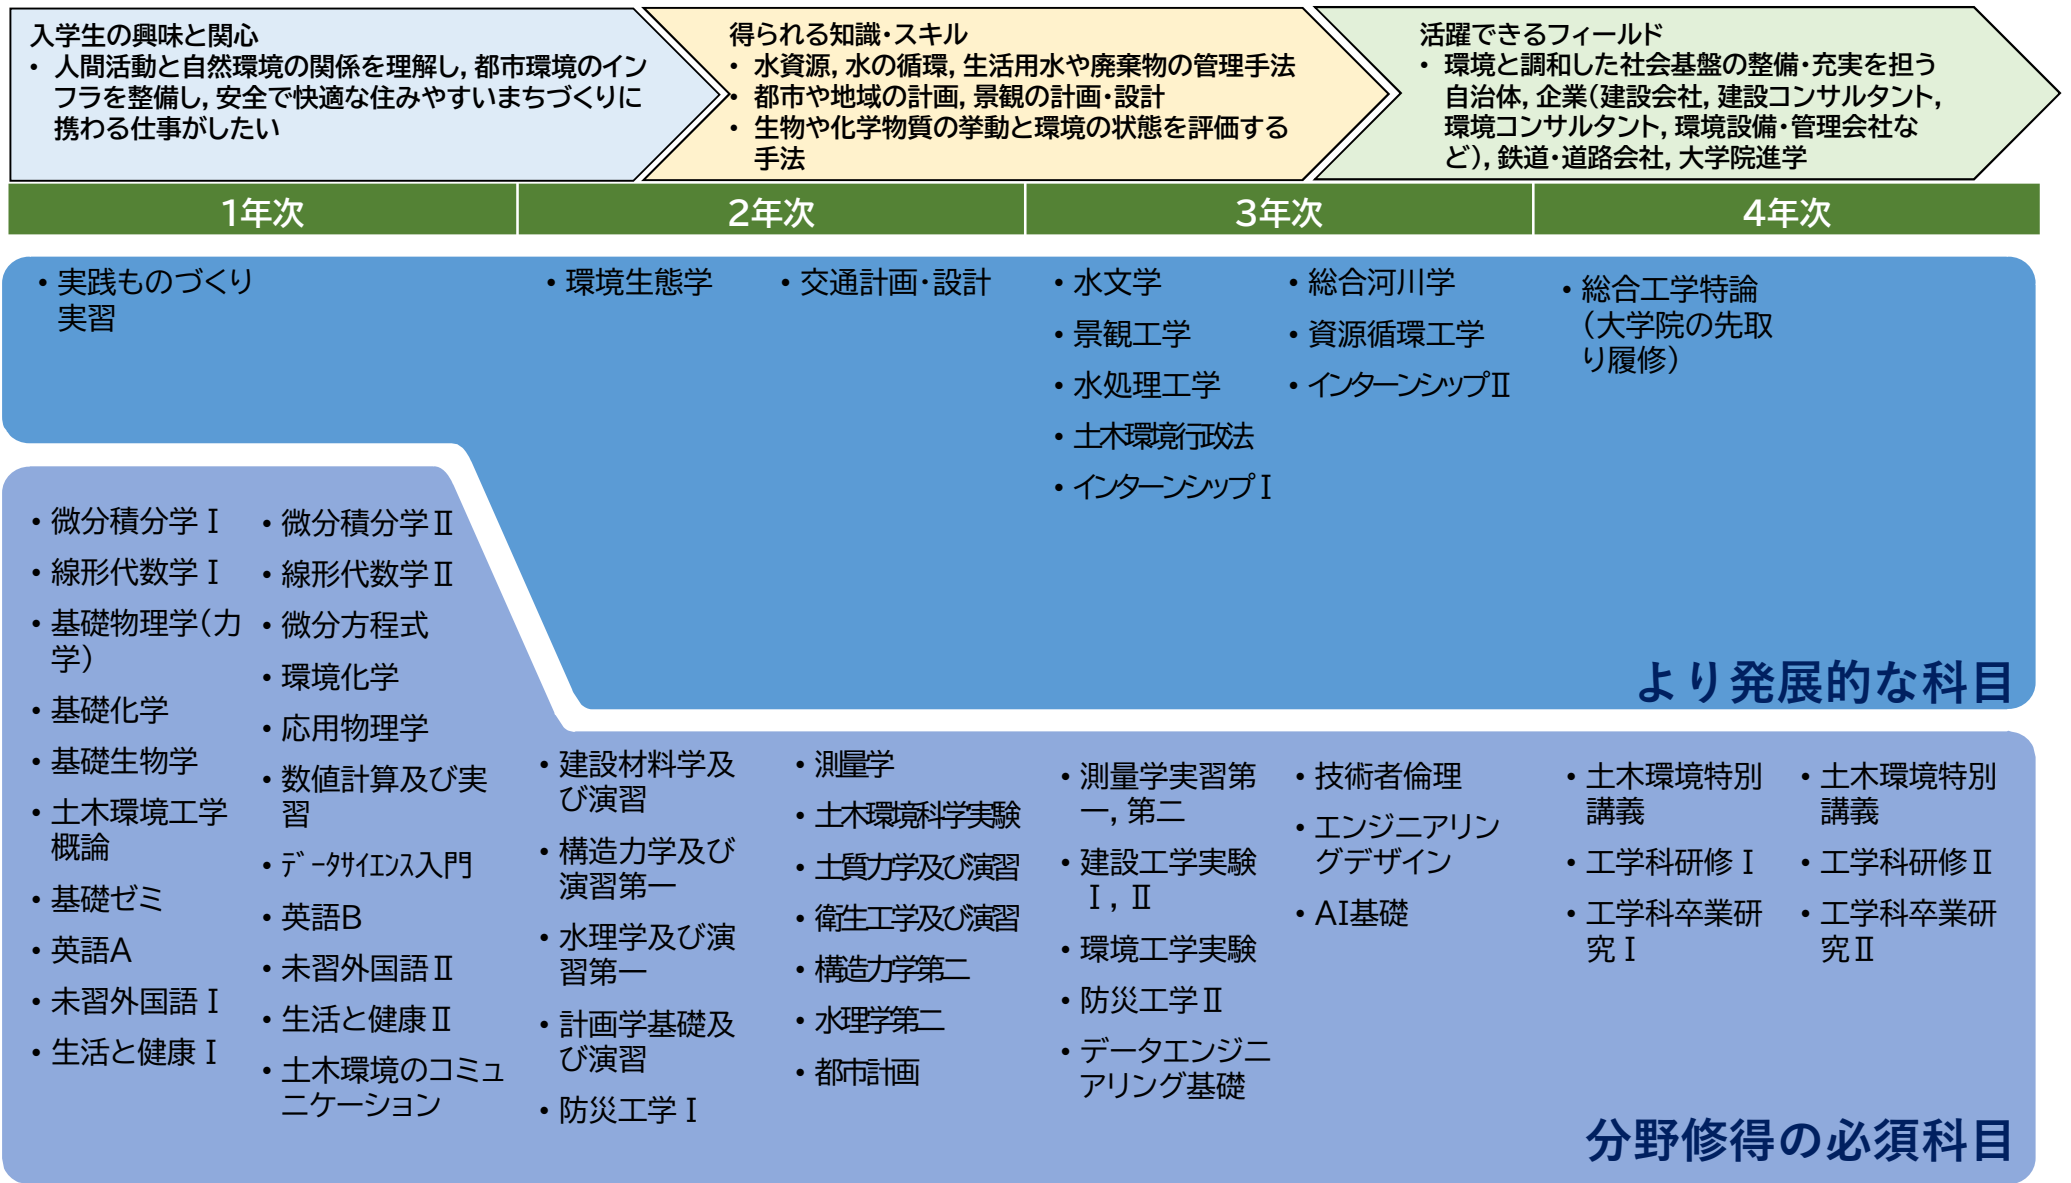 入学生の興味と関心
• 人間活動と自然環境の関係を理解し，都市環境のイン
フラを整備し，安全で快適な住みやすいまちづくりに
携わる仕事がしたい
得られる知識・スキル
• 水資源，水の循環，生活用水や廃棄物の管理手法
• 都市や地域の計画，景観の計画・設計
• 生物や化学物質の挙動と環境の状態を評価する
手法
活躍できるフィールド
• 環境と調和した社会基盤の整備・充実を担う
自治体，企業（建設会社，建設コンサルタント，
環境コンサルタント，環境設備・管理会社な
ど），鉄道・道路会社，大学院進学
1年次
2年次
3年次
4年次
• 実践ものづくり
実習
• 環境生態学
• 交通計画・設計
• 水文学
• 景観工学
• 水処理工学
• 土木環境行政法
• インターンシップⅠ
• 総合河川学
• 資源循環工学
• インターンシップⅡ
• 総合工学特論
（大学院の先取
り履修）
より発展的な科目
• 微分積分学Ⅰ
• 線形代数学Ⅰ
• 基礎物理学（力
学）
• 基礎化学
• 基礎生物学
• 土木環境工学
概論
• 基礎ゼミ
• 英語A
• 未習外国語Ⅰ
• 生活と健康Ⅰ
• 微分積分学Ⅱ
• 線形代数学Ⅱ
• 微分方程式
• 環境化学
• 応用物理学
• 数値計算及び実
習
• ﾃﾞｰﾀｻｲｴﾝｽ入門
• 英語B
• 未習外国語Ⅱ
• 生活と健康Ⅱ
• 土木環境のコミュ
ニケーション
• 建設材料学及
び演習
• 構造力学及び
演習第一
• 水理学及び演
習第一
• 計画学基礎及
び演習
• 防災工学Ⅰ
• 測量学
• 土木環境科学実験
• 土質力学及び演習
• 衛生工学及び演習
• 構造力学第二
• 水理学第二
• 都市計画
• 測量学実習第
一，第二
• 建設工学実験
Ⅰ，Ⅱ
• 環境工学実験
• 防災工学Ⅱ
• データエンジニ
アリング基礎
• 技術者倫理
• エンジニアリン
グデザイン
• AI基礎
• 土木環境特別
講義
• 工学科研修Ⅰ
• 工学科卒業研
究Ⅰ
• 土木環境特別
講義
• 工学科研修Ⅱ
• 工学科卒業研
究Ⅱ
分野修得の必須科目